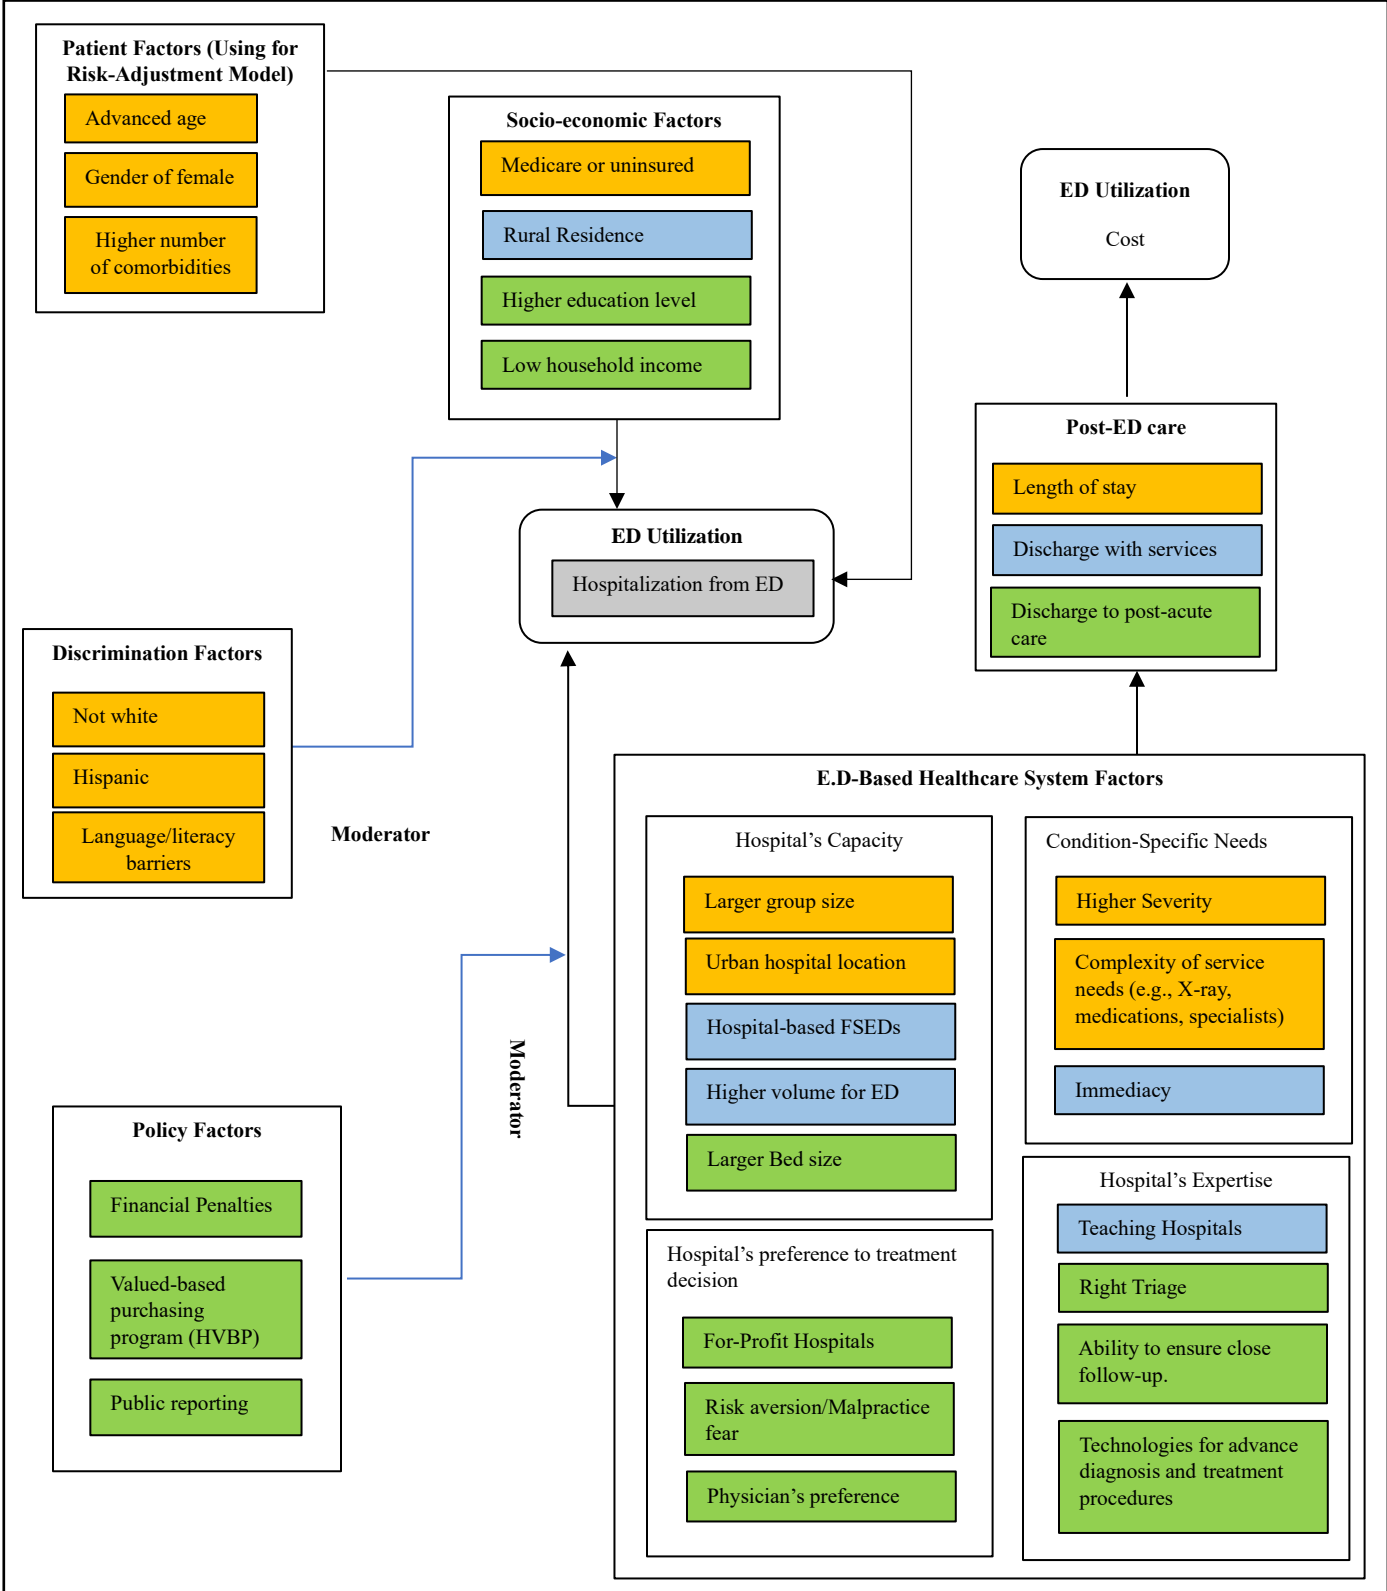 Patient Factors (Using for
Risk-Adjustment Model)
Advanced age
Gender of female
Higher number
of comorbidities
Socio-economic Factors
Medicare or uninsured
Rural Residence
Higher education level
Low household income
ED Utilization
Cost
Post-ED care
Length of stay
Discharge with services
Discharge to post-acute
care
ED Utilization
Hospitalization from ED
Discrimination Factors
Not white
Hispanic
Language/literacy
barriers
Moderator
Moderator
Policy Factors
Financial Penalties
Valued-based
purchasing
program (HVBP)
Public reporting
E.D-Based Healthcare System Factors
Hospital’s Capacity
Larger group size
Urban hospital location
Hospital-based FSEDs
Higher volume for ED
Larger Bed size
Condition-Specific Needs
Higher Severity
Complexity of service
needs (e.g., X-ray,
medications, specialists)
Immediacy
Hospital’s preference to treatment
decision
For-Profit Hospitals
Risk aversion/Malpractice
fear
Physician’s preference
Hospital’s Expertise
Teaching Hospitals
Right Triage
Ability to ensure close
follow-up.
Technologies for advance
diagnosis and treatment
procedures